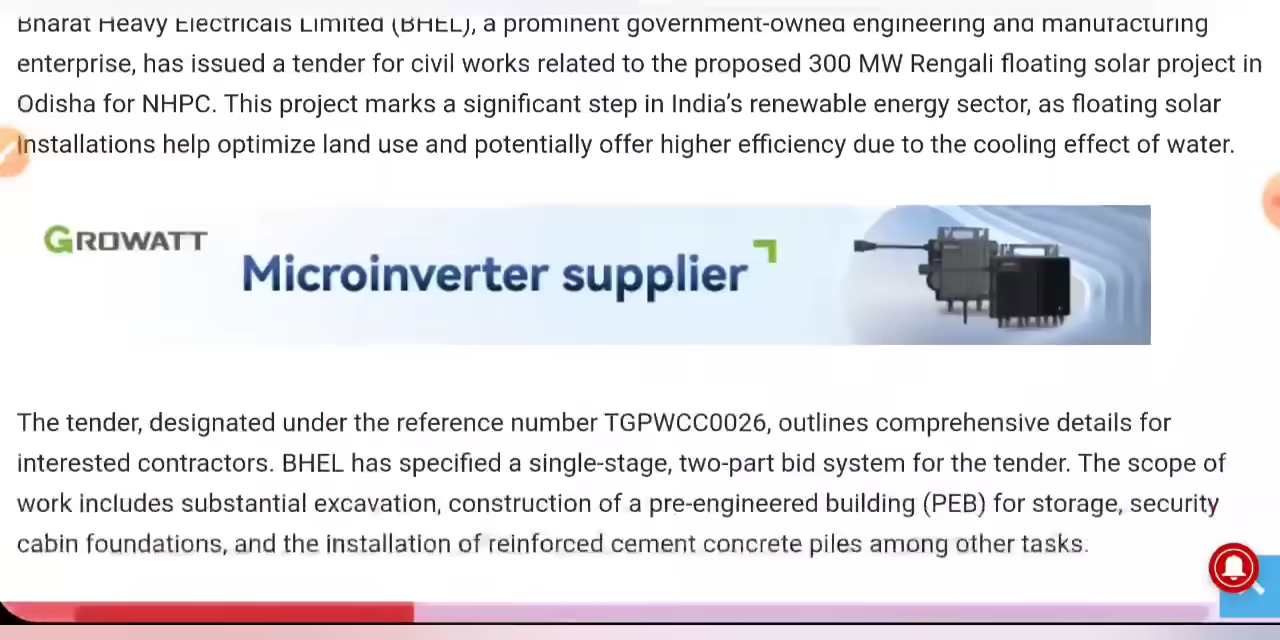 Bharat Heavy Electricals Limited (BHEL), a prominent government-owned engineering and manufacturing
enterprise, has issued a tender for civil works related to the proposed 300 MW Rengali floating solar project in
Odisha for NHPC. This project marks a significant step in India’s renewable energy sector, as floating solar
installations help optimize land use and potentially offer higher efficiency due to the cooling effect of water.
GROWATT
Microinverter supplier
The tender, designated under the reference number TGPWCC0026, outlines comprehensive details for
interested contractors. BHEL has specified a single-stage, two-part bid system for the tender. The scope of
work includes substantial excavation, construction of a pre-engineered building (PEB) for storage, security
cabin foundations, and the installation of reinforced cement concrete piles among other tasks.